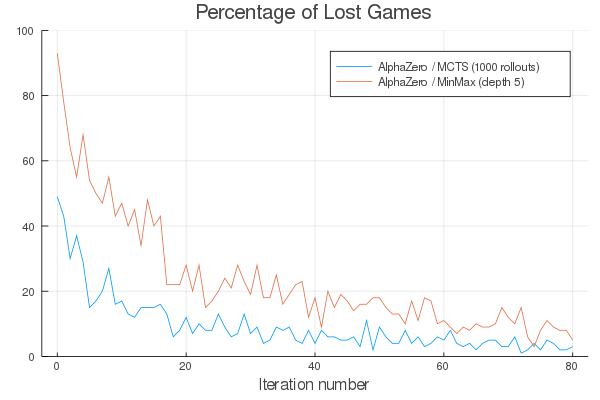 Percentage of Lost Games
100
80
60
40
20
0
AlphaZero / MCTS (1000 rollouts)
AlphaZero / MinMax (depth 5)
0 20 40 60 80
Iteration number